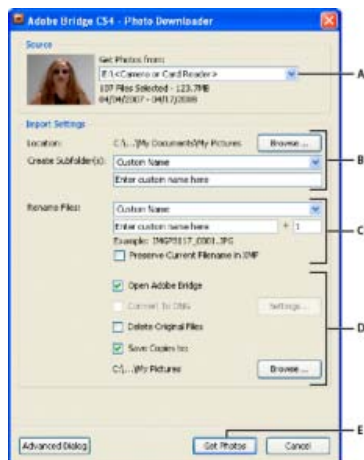 Adobe Bridge CS4 - Photo Downloader
Source
Get Photos from:
E:\<Camera or Card Reader>
A
107 Files Selected - 123.7MB
04/04/2007 - 04/17/2008
Import Settings
Location: C:\...\My Documents\My Pictures Browse ...
B
Create Subfolder(s): Custom Name
Enter custom name here
Rename Files: Custom Name
C
Enter custom name here + 1
Example: IMGP3117_0001.JPG
Preserve Current Filename in XMP
Open Adobe Bridge
Convert To DNG Settings...
D
Delete Original Files
Save Copies to:
C:\...\My Pictures Browse ...
E
Advanced Dialog Get Photos Cancel